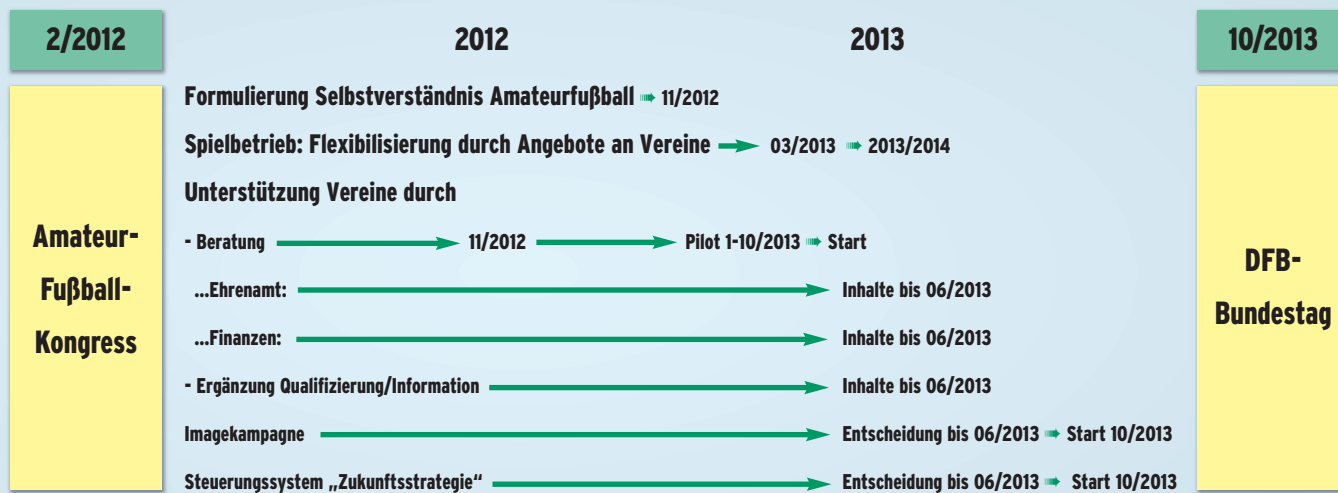 2/2012
2012
2013
10/2013
Formulierung Selbstverständnis Amateurfußball 11/2012
Spielbetrieb: Flexibilisierung durch Angebote an Vereine 03/2013 2013/2014
Unterstützung Vereine durch
- Beratung 11/2012 Pilot 1-10/2013 Start
...Ehrenamt: Inhalte bis 06/2013
...Finanzen: Inhalte bis 06/2013
- Ergänzung Qualifizierung/Information Inhalte bis 06/2013
Imagekampagne Entscheidung bis 06/2013 Start 10/2013
Steuerungssystem „Zukunftsstrategie“ Entscheidung bis 06/2013 Start 10/2013
Amateur-
Fußball-
Kongress
DFB-
Bundestag